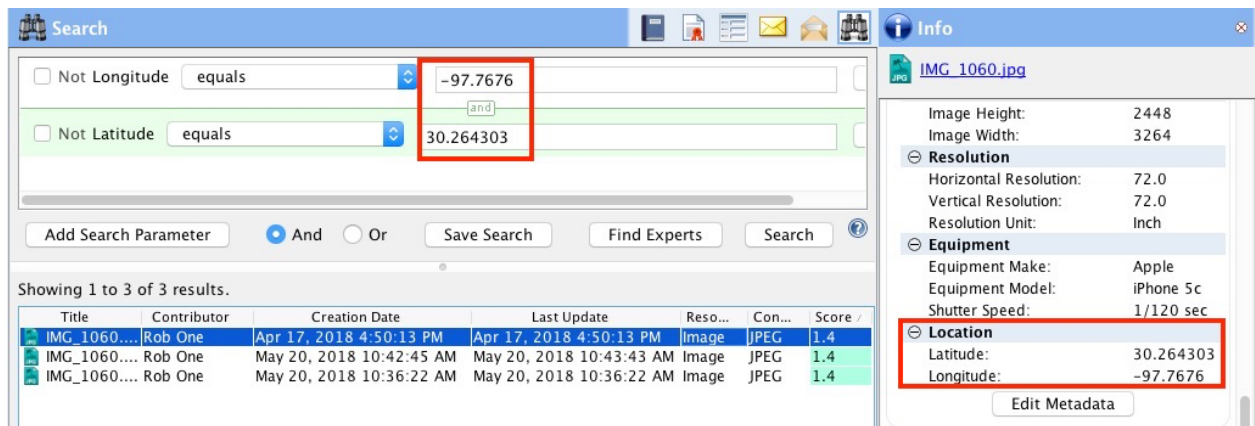 Search
Not Longitude equals -97.7676
and
Not Latitude equals 30.264303
Add Search Parameter And Or Save Search Find Experts Search ?
Showing 1 to 3 of 3 results.
Title Contributor Creation Date Last Update Reso... Con... Score
IMG_1060.... Rob One Apr 17, 2018 4:50:13 PM Apr 17, 2018 4:50:13 PM Image JPEG 1.4
IMG_1060.... Rob One May 20, 2018 10:42:45 AM May 20, 2018 10:43:43 AM Image JPEG 1.4
IMG_1060.... Rob One May 20, 2018 10:36:22 AM May 20, 2018 10:36:22 AM Image JPEG 1.4
Info
JPG IMG_1060.jpg
Image Height: 2448
Image Width: 3264
Resolution
Horizontal Resolution: 72.0
Vertical Resolution: 72.0
Resolution Unit: Inch
Equipment
Equipment Make: Apple
Equipment Model: iPhone 5c
Shutter Speed: 1/120 sec
Location
Latitude: 30.264303
Longitude: -97.7676
Edit Metadata